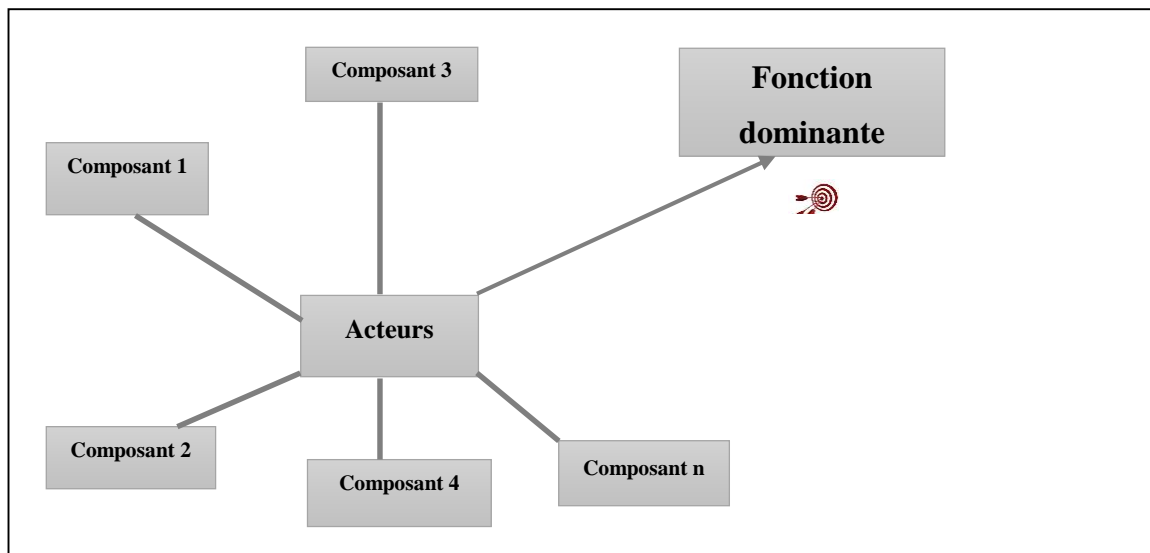 Composant 3
Fonction
dominante
Composant 1
Acteurs
Composant 2
Composant 4
Composant n